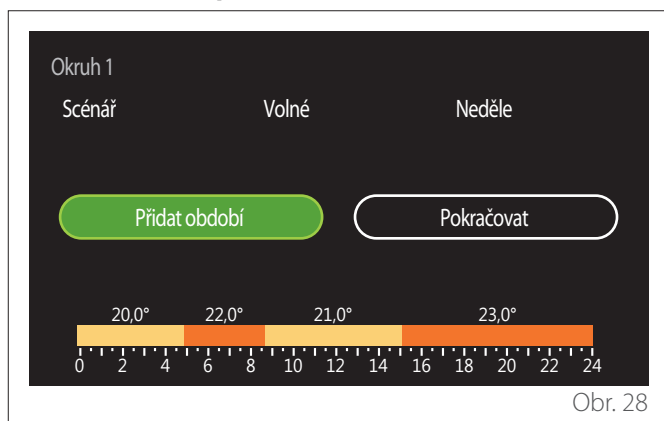 Okruh 1
Scénář Volné Neděle
Přidat období Pokračovat
20,0° 22,0° 21,0° 23,0°
0 2 4 6 8 10 12 14 16 18 20 22 24
Obr. 28